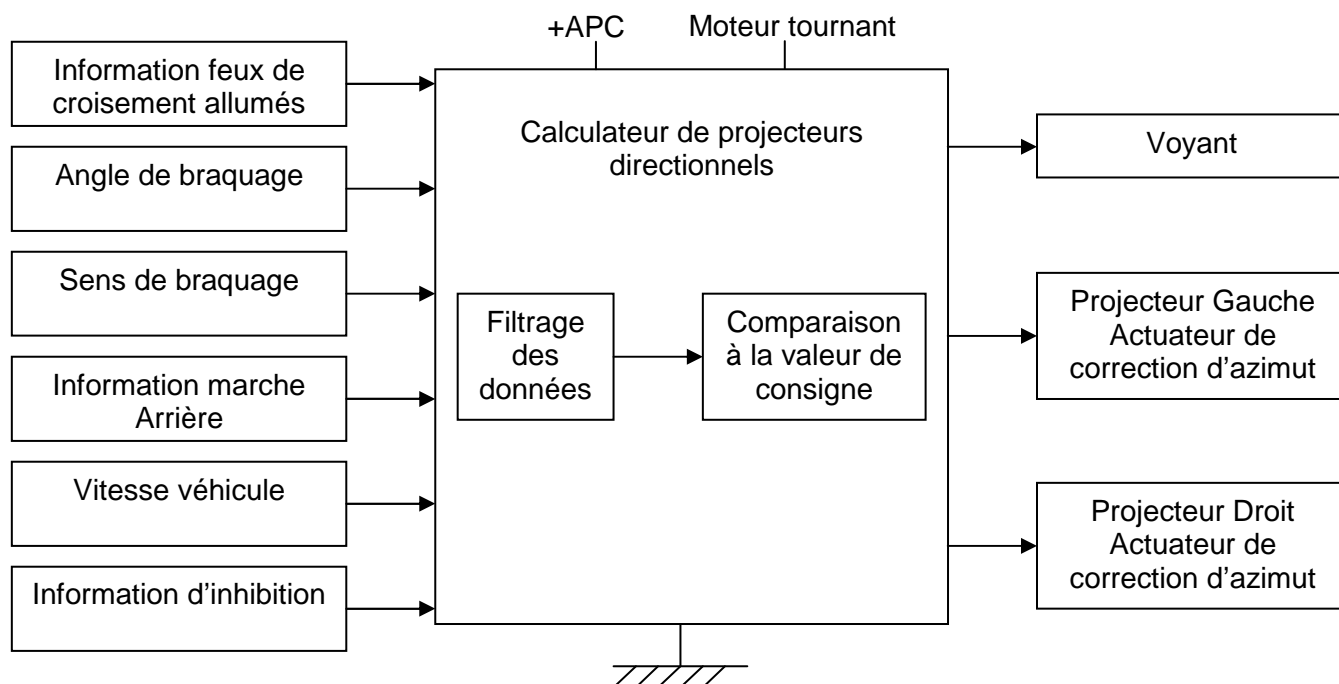 +APC
Moteur tournant
Information feux de
croisement allumés
Angle de braquage
Sens de braquage
Information marche
Arrière
Vitesse véhicule
Information d'inhibition
Calculateur de projecteurs
directionnels
Filtrage
des
données
Comparaison
à la valeur de
consigne
Voyant
Projecteur Gauche
Actuateur de
correction d'azimut
Projecteur Droit
Actuateur de
correction d'azimut